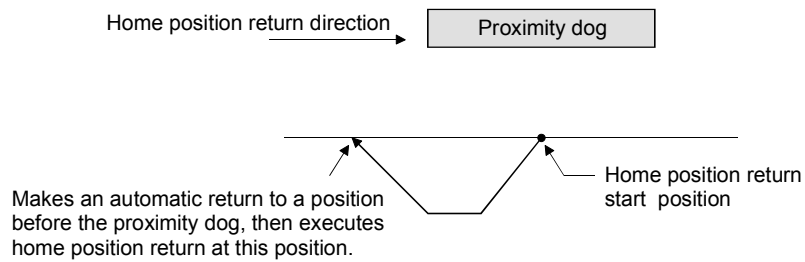 Home position return direction
Proximity dog
Home position return
start position
Makes an automatic return to a position
before the proximity dog, then executes
home position return at this position.